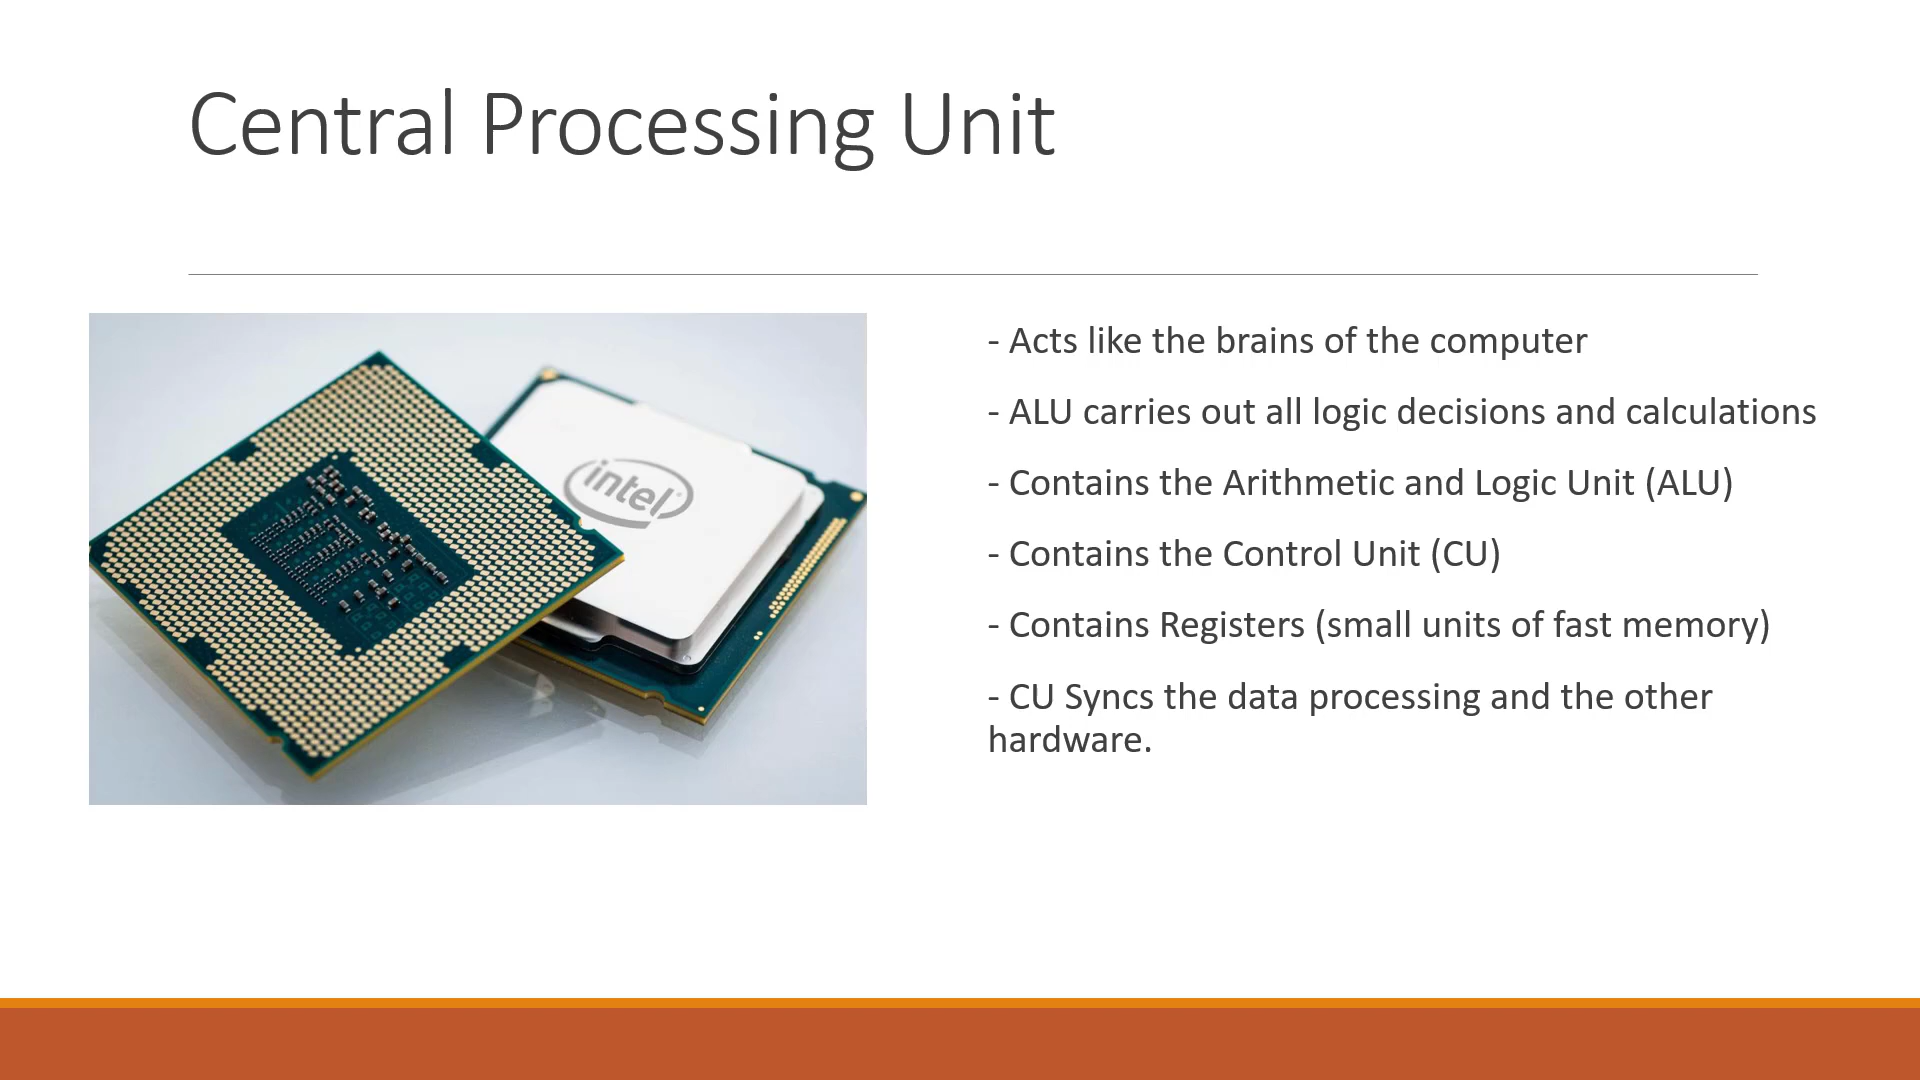 Central Processing Unit
intel
- Acts like the brains of the computer
- ALU carries out all logic decisions and calculations
- Contains the Arithmetic and Logic Unit (ALU)
- Contains the Control Unit (CU)
- Contains Registers (small units of fast memory)
- CU Syncs the data processing and the other
hardware.